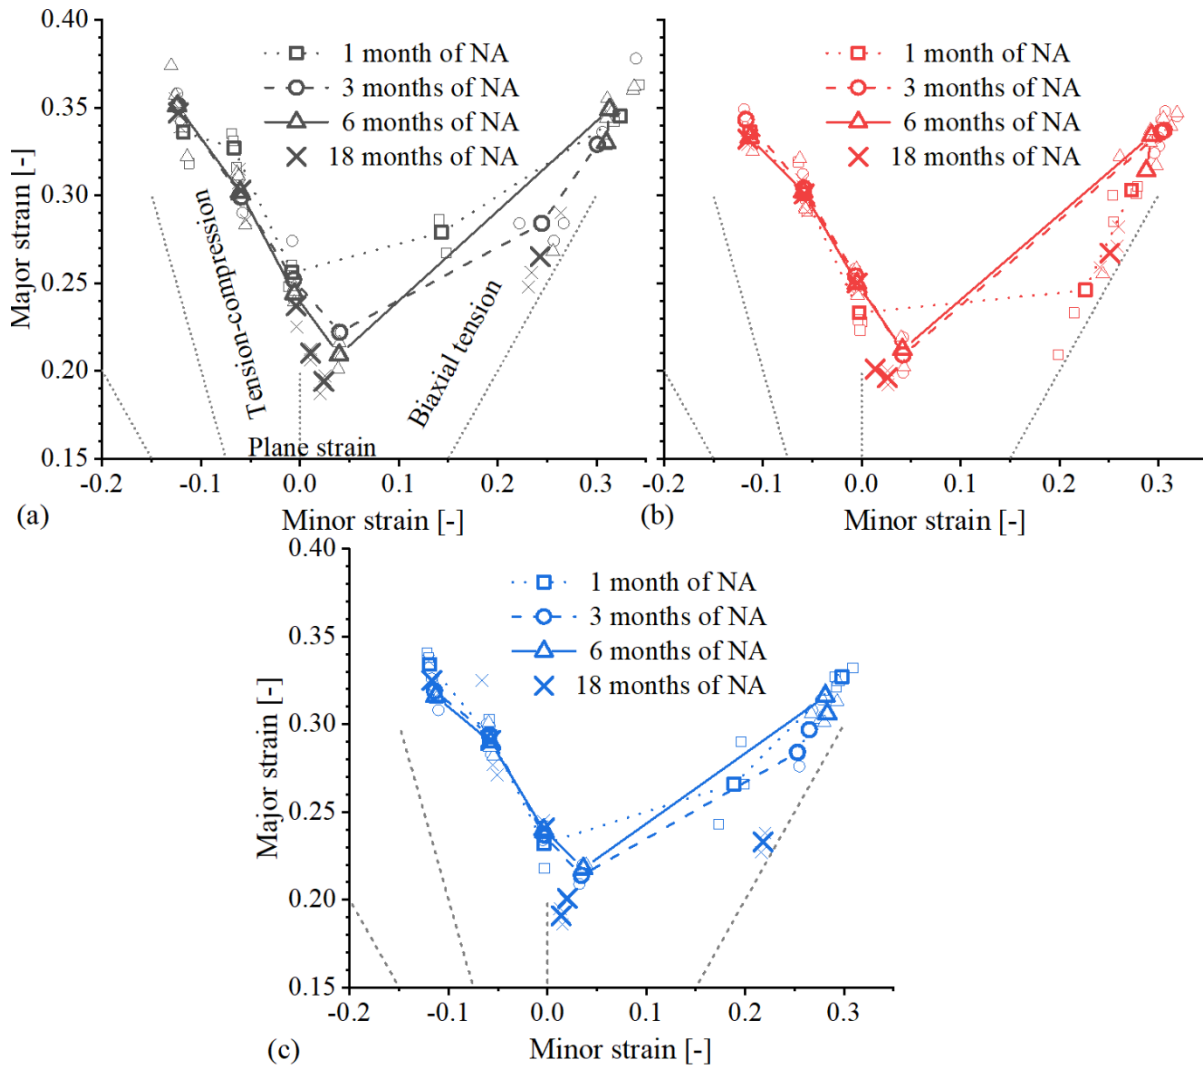 0.40
0.35
0.30
0.25
0.20
0.15
Major strain [-]
1 month of NA
3 months of NA
6 months of NA
18 months of NA
Tension-compression
Plane strain
Biaxial tension
-0.2 -0.1 0.0 0.1 0.2 0.3
Minor strain [-]
(a)
1 month of NA
3 months of NA
6 months of NA
18 months of NA
-0.2 -0.1 0.0 0.1 0.2 0.3
Minor strain [-]
(b)
0.40
0.35
0.30
0.25
0.20
0.15
Major strain [-]
1 month of NA
3 months of NA
6 months of NA
18 months of NA
-0.2 -0.1 0.0 0.1 0.2 0.3
Minor strain [-]
(c)